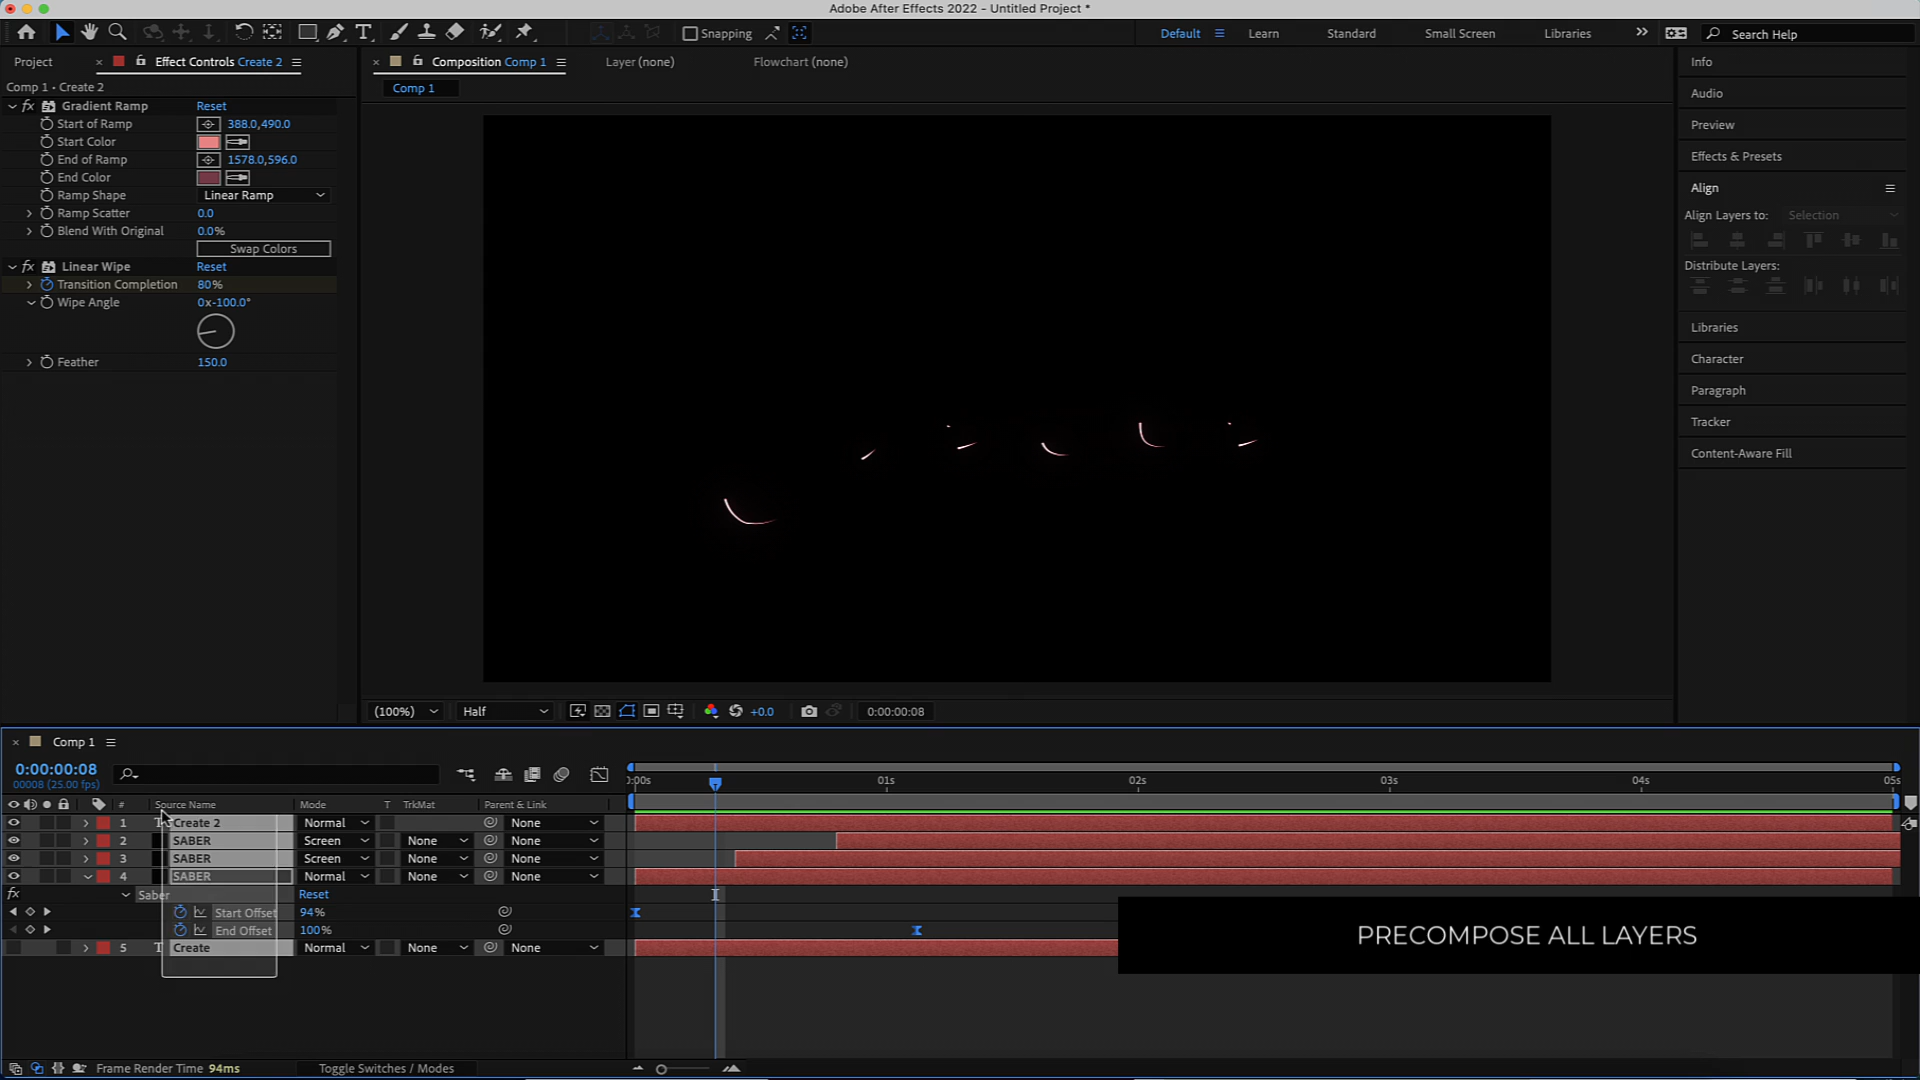 Adobe After Effects 2022 - Untitled Project *
Snapping
Default
Learn
Standard
Small Screen
Libraries
Search Help
Project
Effect Controls Create 2
Composition Comp 1
Layer (none)
Flowchart (none)
Info
Comp 1 • Create 2
Comp 1
Audio
Gradient Ramp Reset
Start of Ramp 388.0,490.0
Preview
Start Color
End of Ramp 1578.0,596.0
Effects & Presets
End Color
Align
Ramp Shape Linear Ramp
Ramp Scatter 0.0
Align Layers to: Selection
Blend With Original 0.0%
Swap Colors
Linear Wipe Reset
Distribute Layers:
Transition Completion 80%
Wipe Angle 0x-100.0°
Libraries
Feather 150.0
Character
Paragraph
Tracker
Content-Aware Fill
(100%)
Half
+0.0
0:00:00:08
Comp 1
0:00:00:08
00008 (25.00 fps)
0:00s 01s 02s 03s 04s 05s
# Source Name Mode T TrkMat Parent & Link
1 T Create 2 Normal None
2 SABER Screen None None
3 SABER Screen None None
4 SABER Normal None None
fx Saber Reset
Start Offset 94%
End Offset 100%
5 T Create Normal None None
PRECOMPOSE ALL LAYERS
Frame Render Time 94ms
Toggle Switches / Modes